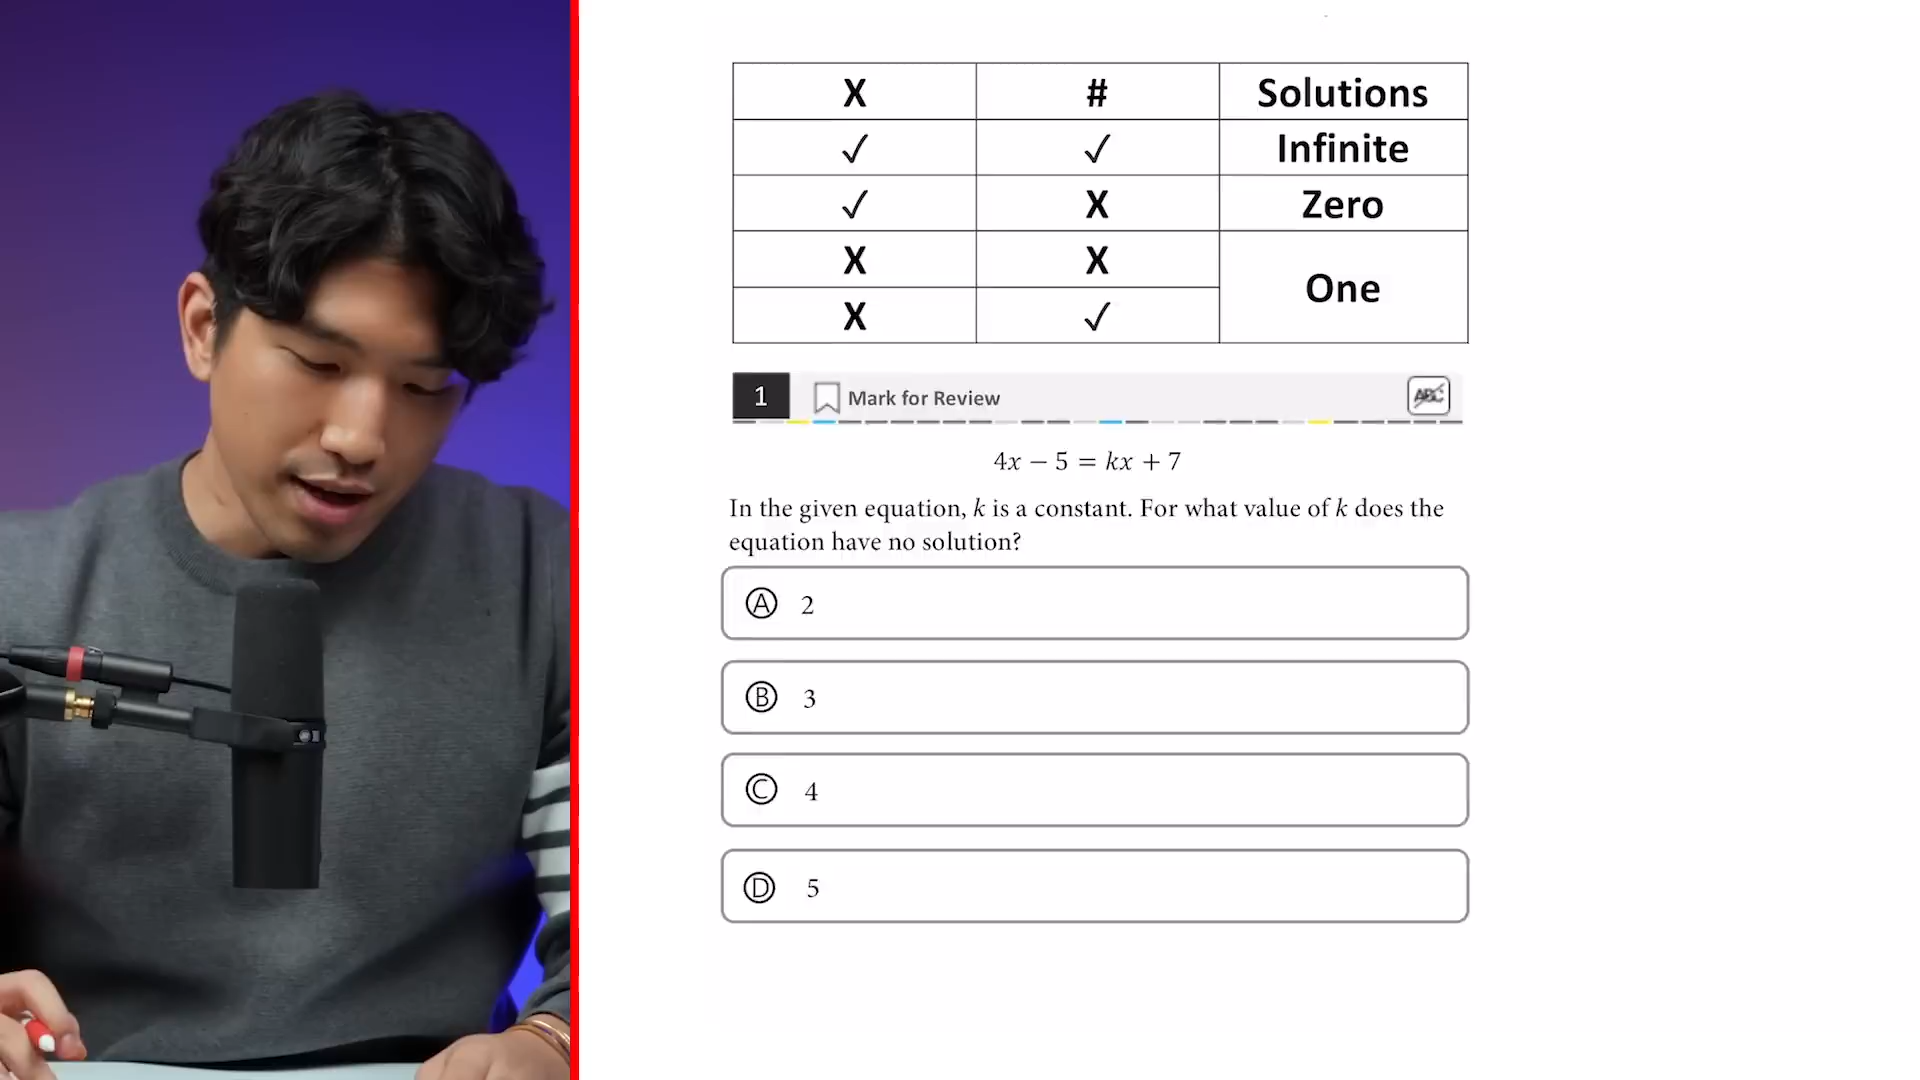 X # Solutions
✓ ✓ Infinite
✓ X Zero
X X One
X ✓
1 Mark for Review ABC
4x − 5 = kx + 7
In the given equation, k is a constant. For what value of k does the
equation have no solution?
A 2
B 3
C 4
D 5